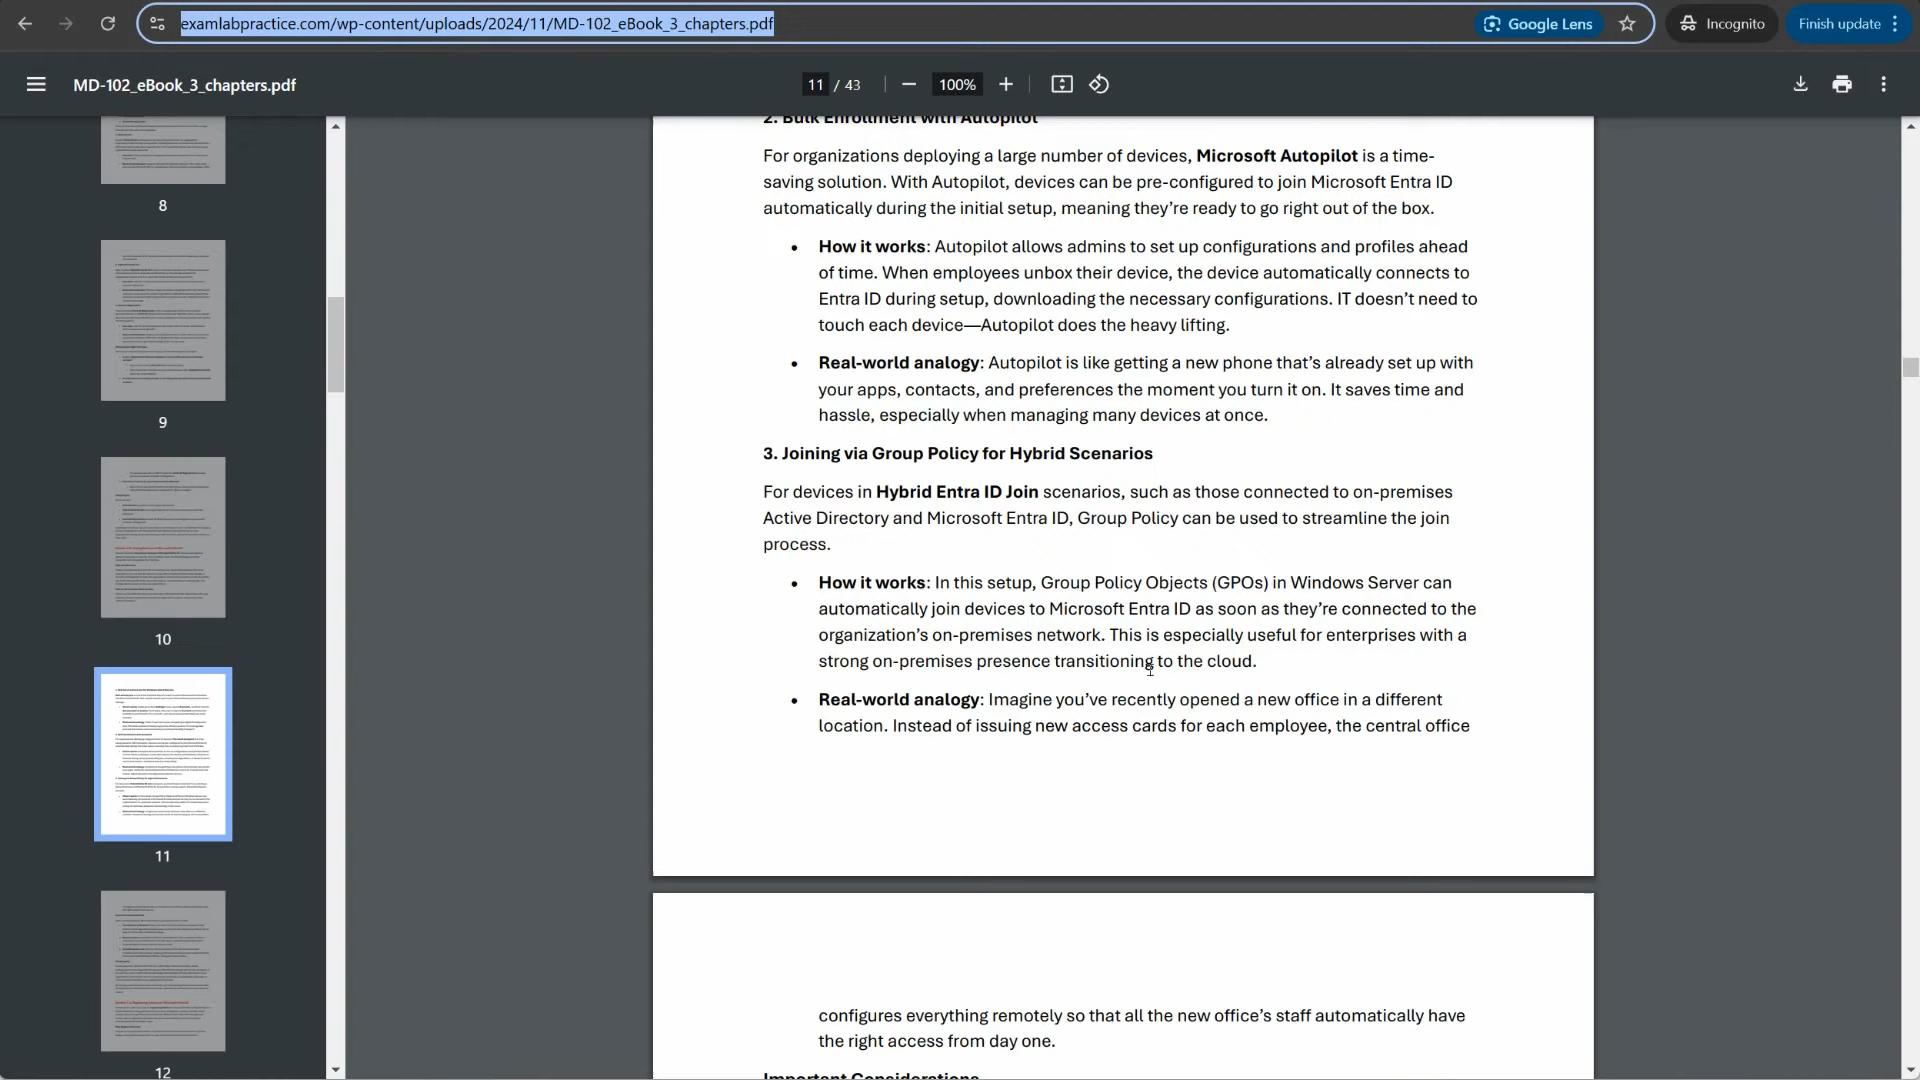 examlabpractice.com/wp-content/uploads/2024/11/MD-102_eBook_3_chapters.pdf
Google Lens
Incognito
Finish update
MD-102_eBook_3_chapters.pdf
11 / 43
100%
8
9
10
11
12
2. Bulk Enrollment with Autopilot
For organizations deploying a large number of devices, Microsoft Autopilot is a time-
saving solution. With Autopilot, devices can be pre-configured to join Microsoft Entra ID
automatically during the initial setup, meaning they’re ready to go right out of the box.
• How it works: Autopilot allows admins to set up configurations and profiles ahead
of time. When employees unbox their device, the device automatically connects to
Entra ID during setup, downloading the necessary configurations. IT doesn’t need to
touch each device—Autopilot does the heavy lifting.
• Real-world analogy: Autopilot is like getting a new phone that’s already set up with
your apps, contacts, and preferences the moment you turn it on. It saves time and
hassle, especially when managing many devices at once.
3. Joining via Group Policy for Hybrid Scenarios
For devices in Hybrid Entra ID Join scenarios, such as those connected to on-premises
Active Directory and Microsoft Entra ID, Group Policy can be used to streamline the join
process.
• How it works: In this setup, Group Policy Objects (GPOs) in Windows Server can
automatically join devices to Microsoft Entra ID as soon as they’re connected to the
organization’s on-premises network. This is especially useful for enterprises with a
strong on-premises presence transitioning to the cloud.
• Real-world analogy: Imagine you’ve recently opened a new office in a different
location. Instead of issuing new access cards for each employee, the central office
configures everything remotely so that all the new office’s staff automatically have
the right access from day one.
Important Considerations